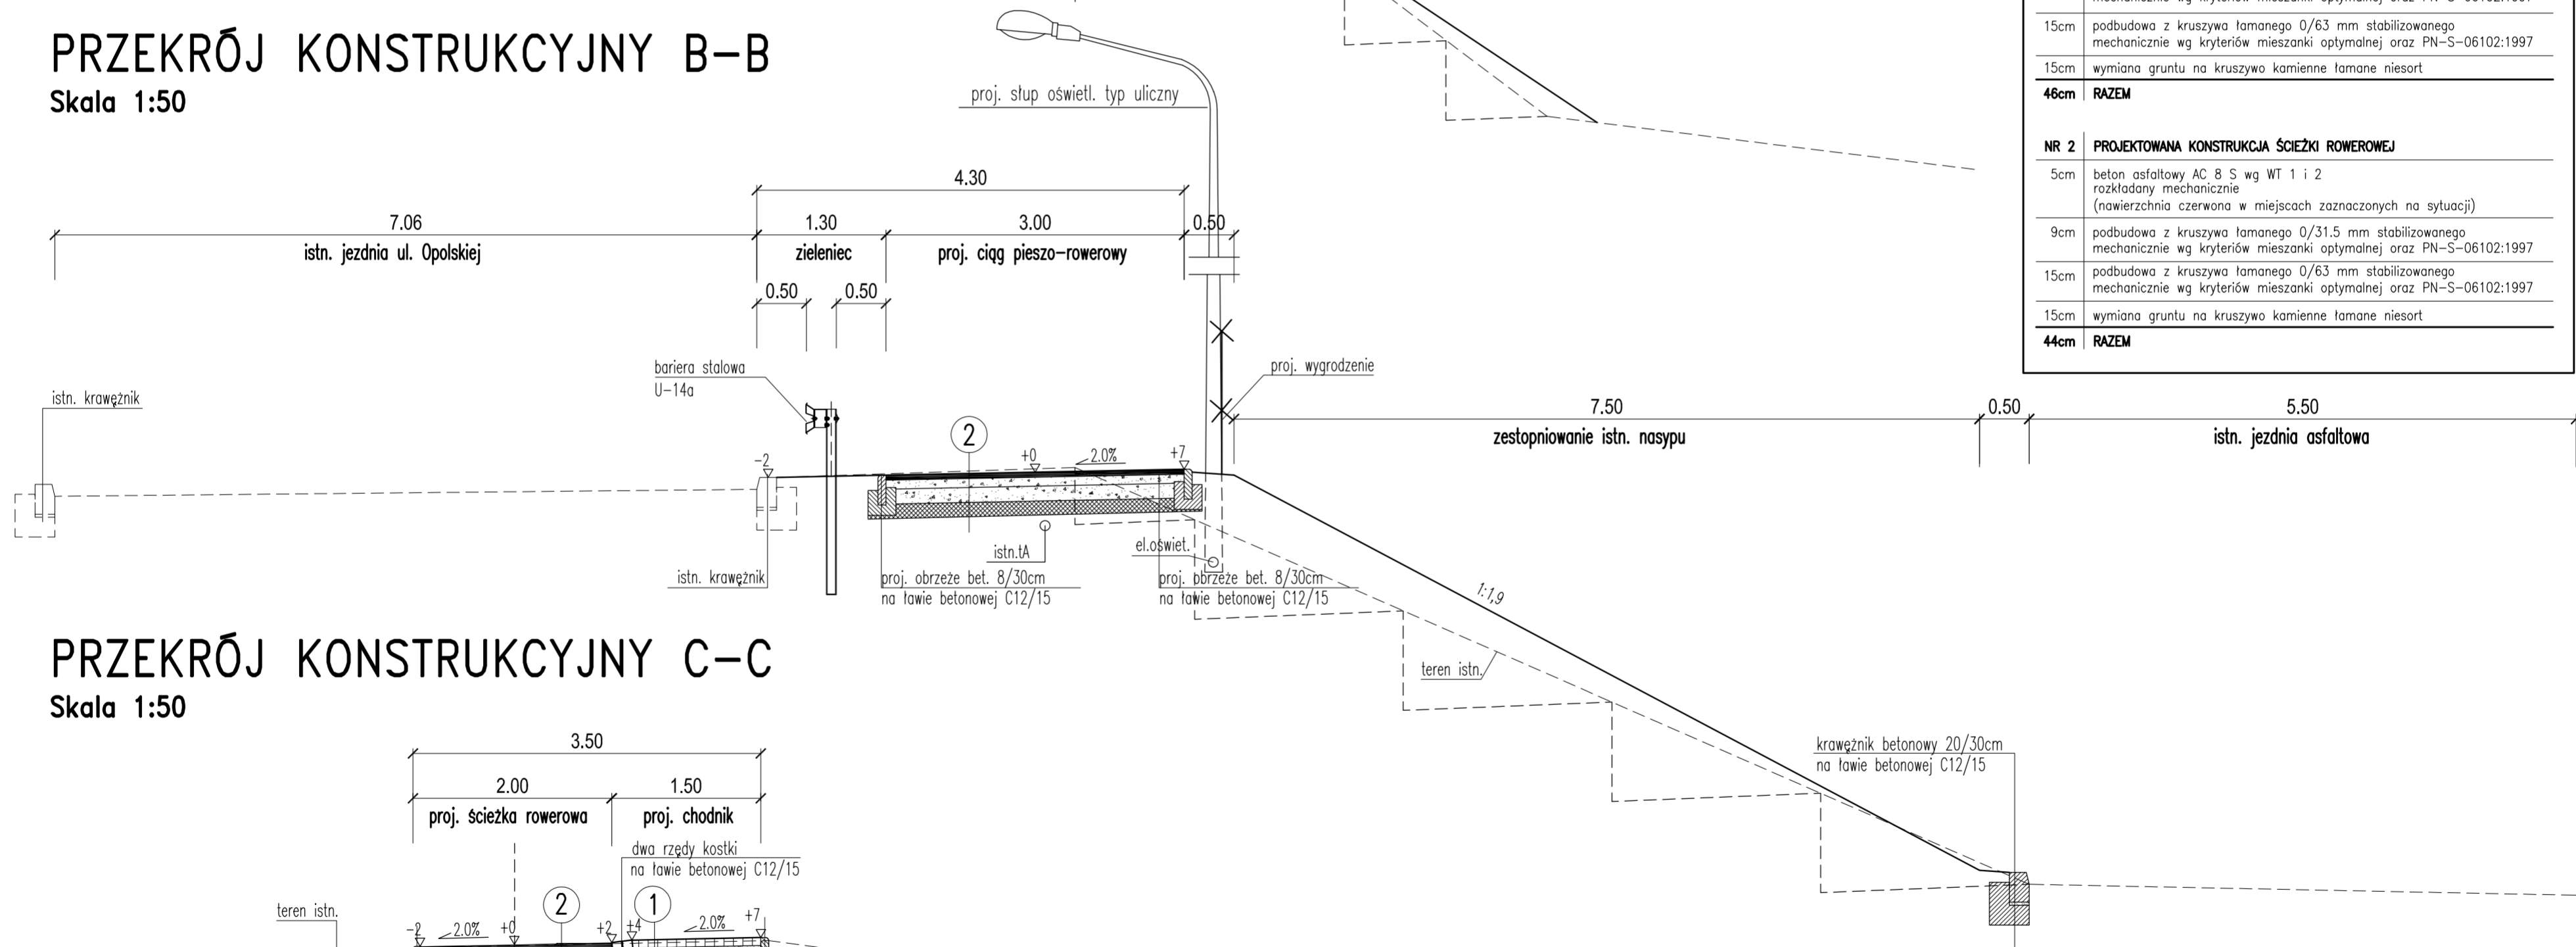 PRZEKRÓJ KONSTRUKCYJNY B-B
Skala 1:50
proj. słup oświetl. typ uliczny
4.30
7.06
1.30
3.00
0.50
istn. jezdnia ul. Opolskiej
zieleniec
proj. ciąg pieszo-rowerowy
0.50
0.50
bariera stalowa
U-14a
proj. wygrodzenie
istn. krawężnik
7.50
0.50
5.50
zestopniowanie istn. nasypu
istn. jezdnia asfaltowa
2
-2
+0
2.0%
+7
istn.tA
el.oświet.
istn. krawężnik
proj. obrzeże bet. 8/30cm
na ławie betonowej C12/15
proj. obrzeże bet. 8/30cm
na ławie betonowej C12/15
1:1,9
teren istn.
krawężnik betonowy 20/30cm
na ławie betonowej C12/15
mechanicznie wg kryteriów mieszanki optymalnej oraz PN-S-06102:1997
15cm podbudowa z kruszywa łamanego 0/63 mm stabilizowanego
mechanicznie wg kryteriów mieszanki optymalnej oraz PN-S-06102:1997
15cm wymiana gruntu na kruszywo kamienne łamane niesort
46cm RAZEM
NR 2 PROJEKTOWANA KONSTRUKCJA ŚCIEŻKI ROWEROWEJ
5cm beton asfaltowy AC 8 S wg WT 1 i 2
rozkładany mechanicznie
(nawierzchnia czerwona w miejscach zaznaczonych na sytuacji)
9cm podbudowa z kruszywa łamanego 0/31.5 mm stabilizowanego
mechanicznie wg kryteriów mieszanki optymalnej oraz PN-S-06102:1997
15cm podbudowa z kruszywa łamanego 0/63 mm stabilizowanego
mechanicznie wg kryteriów mieszanki optymalnej oraz PN-S-06102:1997
15cm wymiana gruntu na kruszywo kamienne łamane niesort
44cm RAZEM
PRZEKRÓJ KONSTRUKCYJNY C-C
Skala 1:50
3.50
2.00
1.50
proj. ścieżka rowerowa
proj. chodnik
dwa rzędy kostki
na ławie betonowej C12/15
2
1
teren istn.
-2
2.0%
+0
+2
+4
2.0%
+7